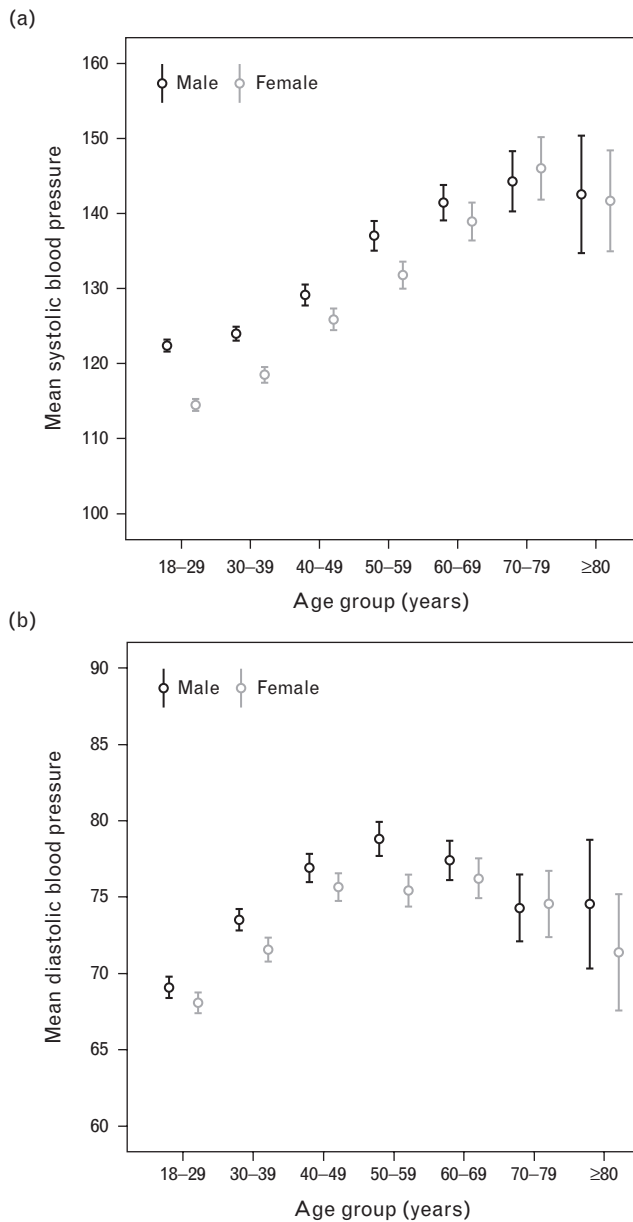 (a)
160
Male Female
150
140
130
120
110
100
Mean systolic blood pressure
18–29 30–39 40–49 50–59 60–69 70–79 ≥80
Age group (years)
(b)
90
Male Female
85
80
75
70
65
60
Mean diastolic blood pressure
18–29 30–39 40–49 50–59 60–69 70–79 ≥80
Age group (years)